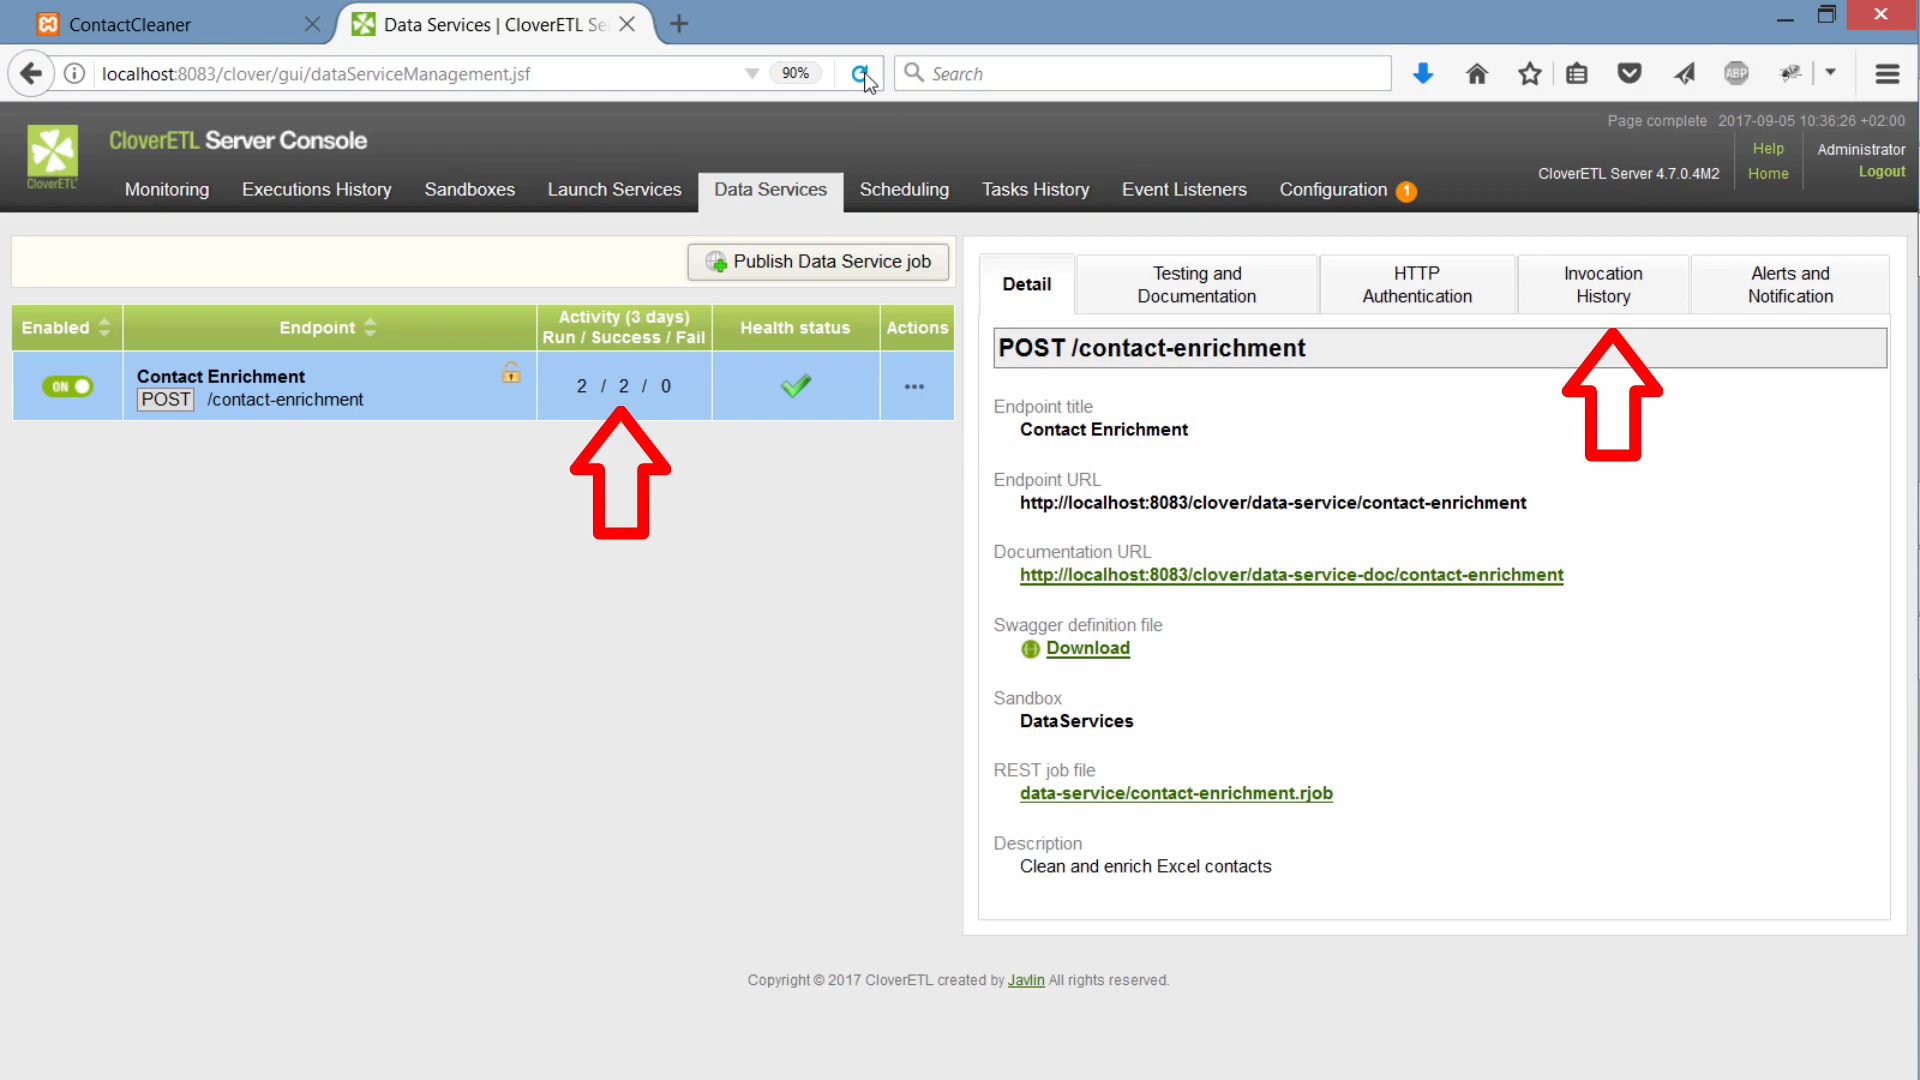 ContactCleaner
Data Services | CloverETL Se
localhost:8083/clover/gui/dataServiceManagement.jsf
90%
Search
ABP
Page complete 2017-09-05 10:36:26 +02:00
CloverETL
CloverETL Server Console
Help
Administrator
CloverETL Server 4.7.0.4M2
Home
Logout
Monitoring Executions History Sandboxes Launch Services Data Services Scheduling Tasks History Event Listeners Configuration 1
Publish Data Service job
Enabled
Endpoint
Activity (3 days)
Run / Success / Fail
Health status
Actions
ON
Contact Enrichment
POST /contact-enrichment
2 / 2 / 0
Detail
Testing and
Documentation
HTTP
Authentication
Invocation
History
Alerts and
Notification
POST /contact-enrichment
Endpoint title
Contact Enrichment
Endpoint URL
http://localhost:8083/clover/data-service/contact-enrichment
Documentation URL
http://localhost:8083/clover/data-service-doc/contact-enrichment
Swagger definition file
Download
Sandbox
DataServices
REST job file
data-service/contact-enrichment.rjob
Description
Clean and enrich Excel contacts
Copyright © 2017 CloverETL created by Javlin All rights reserved.